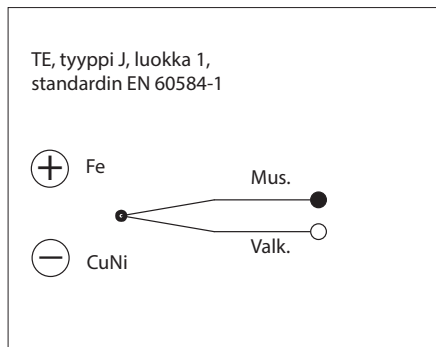 TE, tyyppi J, luokka 1,
standardin EN 60584-1
Fe
Mus.
Valk.
CuNi